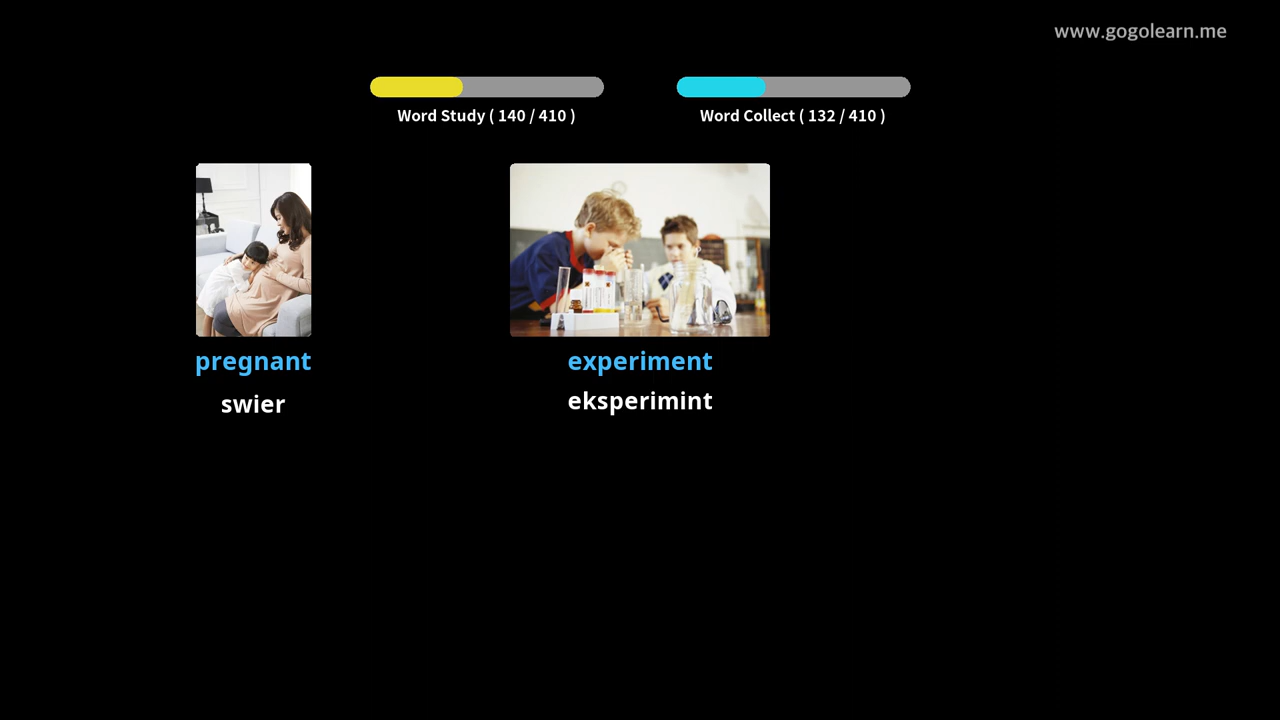 www.gogolearn.me
Word Study ( 140 / 410 )
Word Collect ( 132 / 410 )
pregnant
swier
experiment
eksperimint